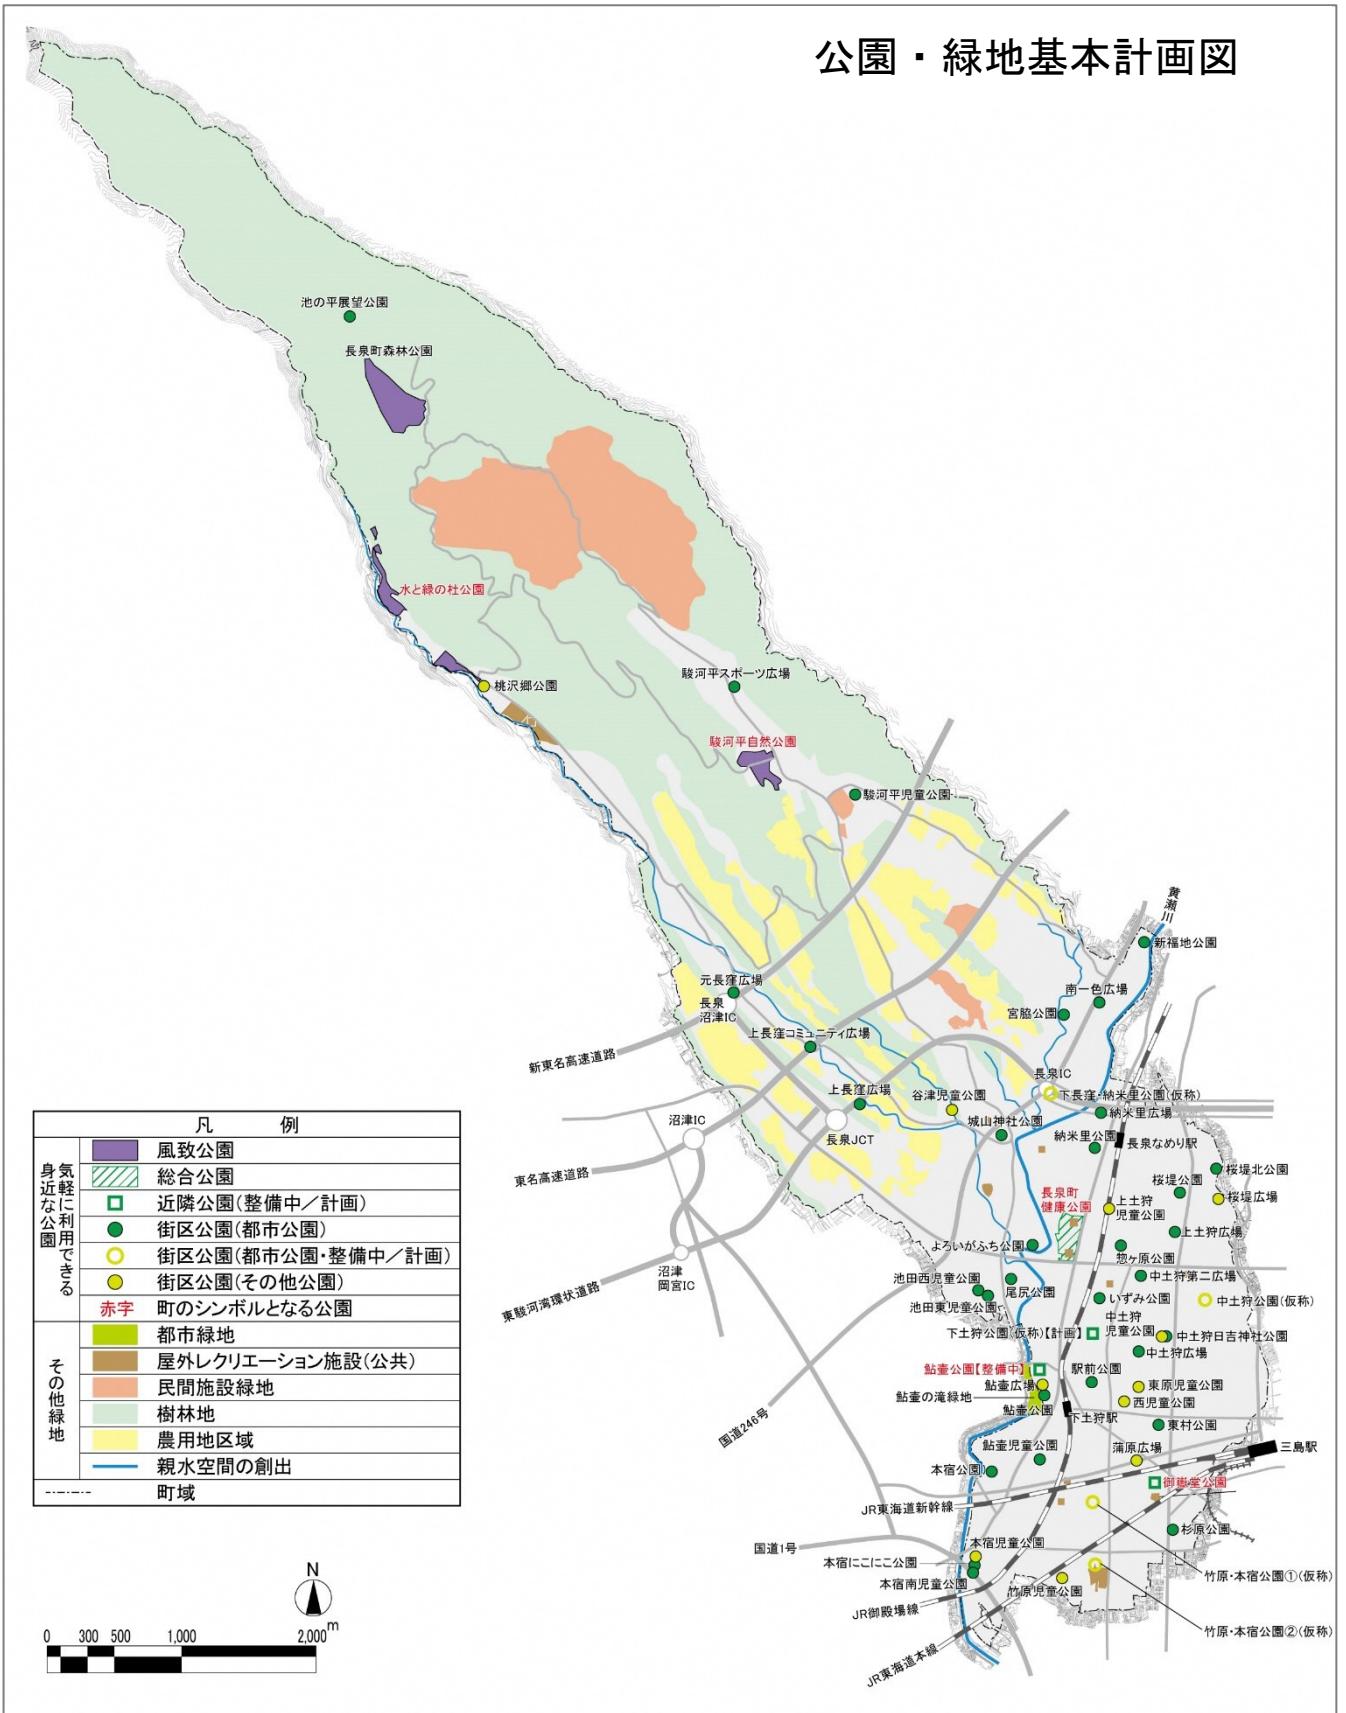 公園・緑地基本計画図
池の平展望公園
長泉町森林公園
水と緑の杜公園
桃沢郷公園
駿河平スポーツ広場
駿河平自然公園
駿河平児童公園
黄瀬川
新福地公園
元長窪広場
長泉
沼津IC
南一色広場
宮脇公園
上長窪コミュニティ広場
新東名高速道路
長泉IC
下長窪・納米里公園(仮称)
上長窪広場
谷津児童公園
納米里広場
沼津IC
長泉JCT
城山神社公園
納米里公園
長泉なめり駅
東名高速道路
桜堤北公園
桜堤公園
桜堤広場
長泉町
健康公園
上土狩
児童公園
上土狩広場
よろいがふち公園
惣ヶ原公園
沼津
岡宮IC
池田西児童公園
尾尻公園
中土狩第二広場
池田東児童公園
いずみ公園
中土狩公園(仮称)
東駿河湾環状道路
中土狩
児童公園
下土狩公園(仮称)【計画】
中土狩日吉神社公園
中土狩広場
鮎壷公園【整備中】
駅前公園
鮎壷広場
東原児童公園
鮎壷の滝緑地
西児童公園
鮎壷公園
下土狩駅
東村公園
国道246号
鮎壷児童公園
蒲原広場
三島駅
本宿公園
御嶽堂公園
JR東海道新幹線
杉原公園
国道1号
本宿児童公園
本宿にこにこ公園
竹原・本宿公園①(仮称)
本宿南児童公園
竹原児童公園
JR御殿場線
竹原・本宿公園②(仮称)
JR東海道本線
凡　例
気軽に利用できる
身近な公園
風致公園
総合公園
近隣公園(整備中／計画)
街区公園(都市公園)
街区公園(都市公園・整備中／計画)
街区公園(その他公園)
赤字 町のシンボルとなる公園
その他緑地
都市緑地
屋外レクリエーション施設(公共)
民間施設緑地
樹林地
農用地区域
親水空間の創出
町域
N
0 300 500 1,000 2,000 m